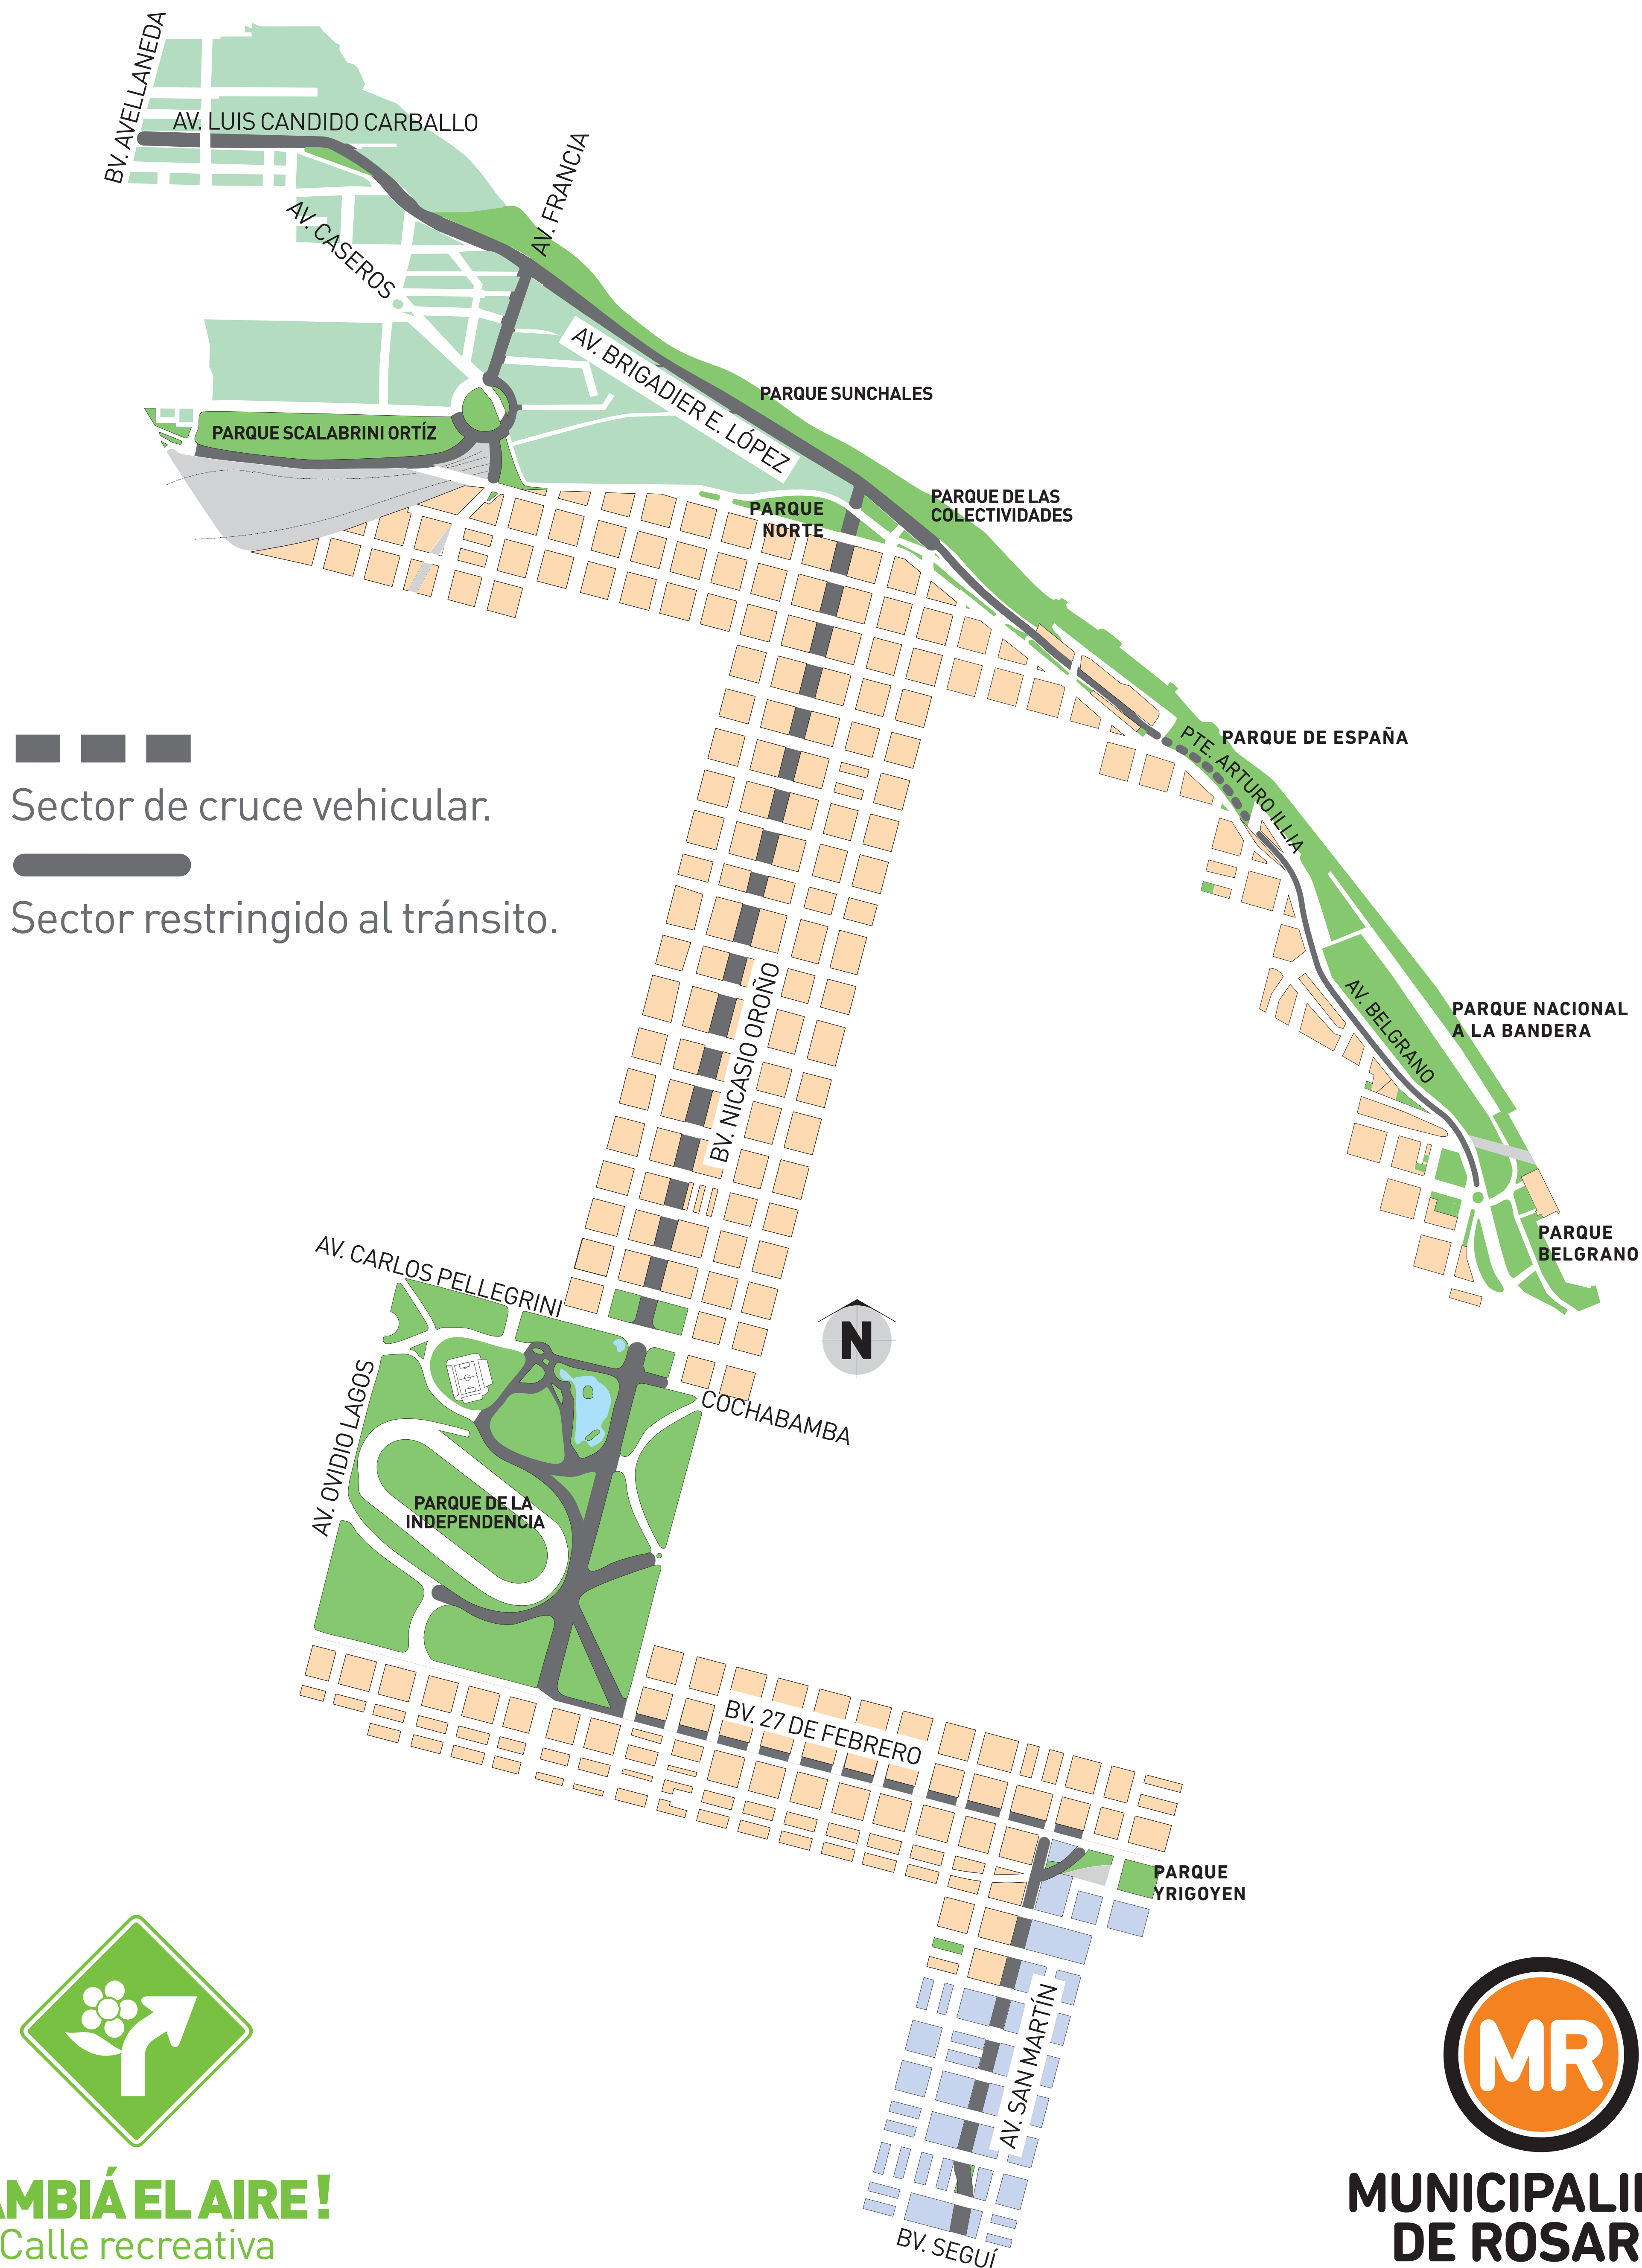 BV. AVELLANEDA
AV. LUIS CANDIDO CARBALLO
AV. FRANCIA
AV. CASEROS
AV. BRIGADIER E. LÓPEZ
PARQUE SUNCHALES
PARQUE SCALABRINI ORTÍZ
PARQUE DE LAS
COLECTIVIDADES
PARQUE
NORTE
PTE. ARTURO ILLIA
PARQUE DE ESPAÑA
Sector de cruce vehicular.
Sector restringido al tránsito.
BV. NICASIO OROÑO
AV. BELGRANO
PARQUE NACIONAL
A LA BANDERA
PARQUE
BELGRANO
AV. CARLOS PELLEGRINI
N
AV. OVIDIO LAGOS
COCHABAMBA
PARQUE DE LA
INDEPENDENCIA
BV. 27 DE FEBRERO
PARQUE
YRIGOYEN
AV. SAN MARTÍN
BV. SEGUÍ
AMBIÁ EL AIRE!
Calle recreativa
MR
MUNICIPALI
DE ROSAR